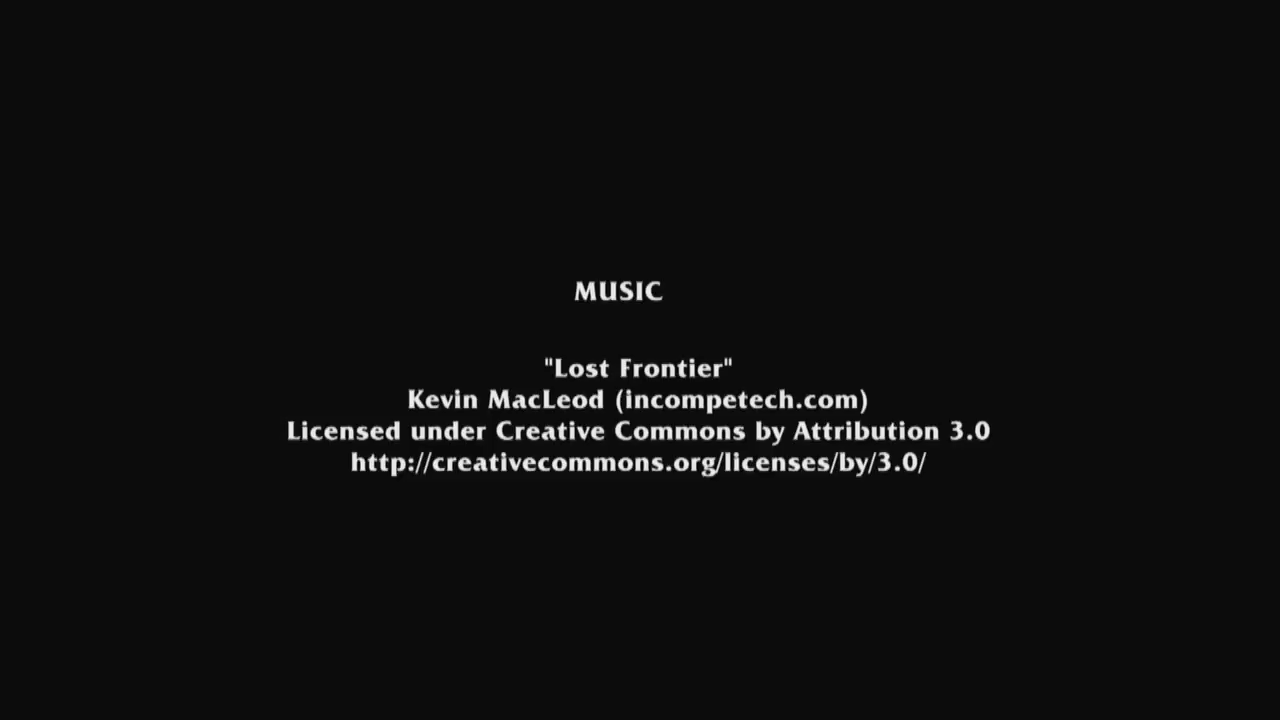 MUSIC
"Lost Frontier"
Kevin MacLeod (incompetech.com)
Licensed under Creative Commons by Attribution 3.0
http://creativecommons.org/licenses/by/3.0/